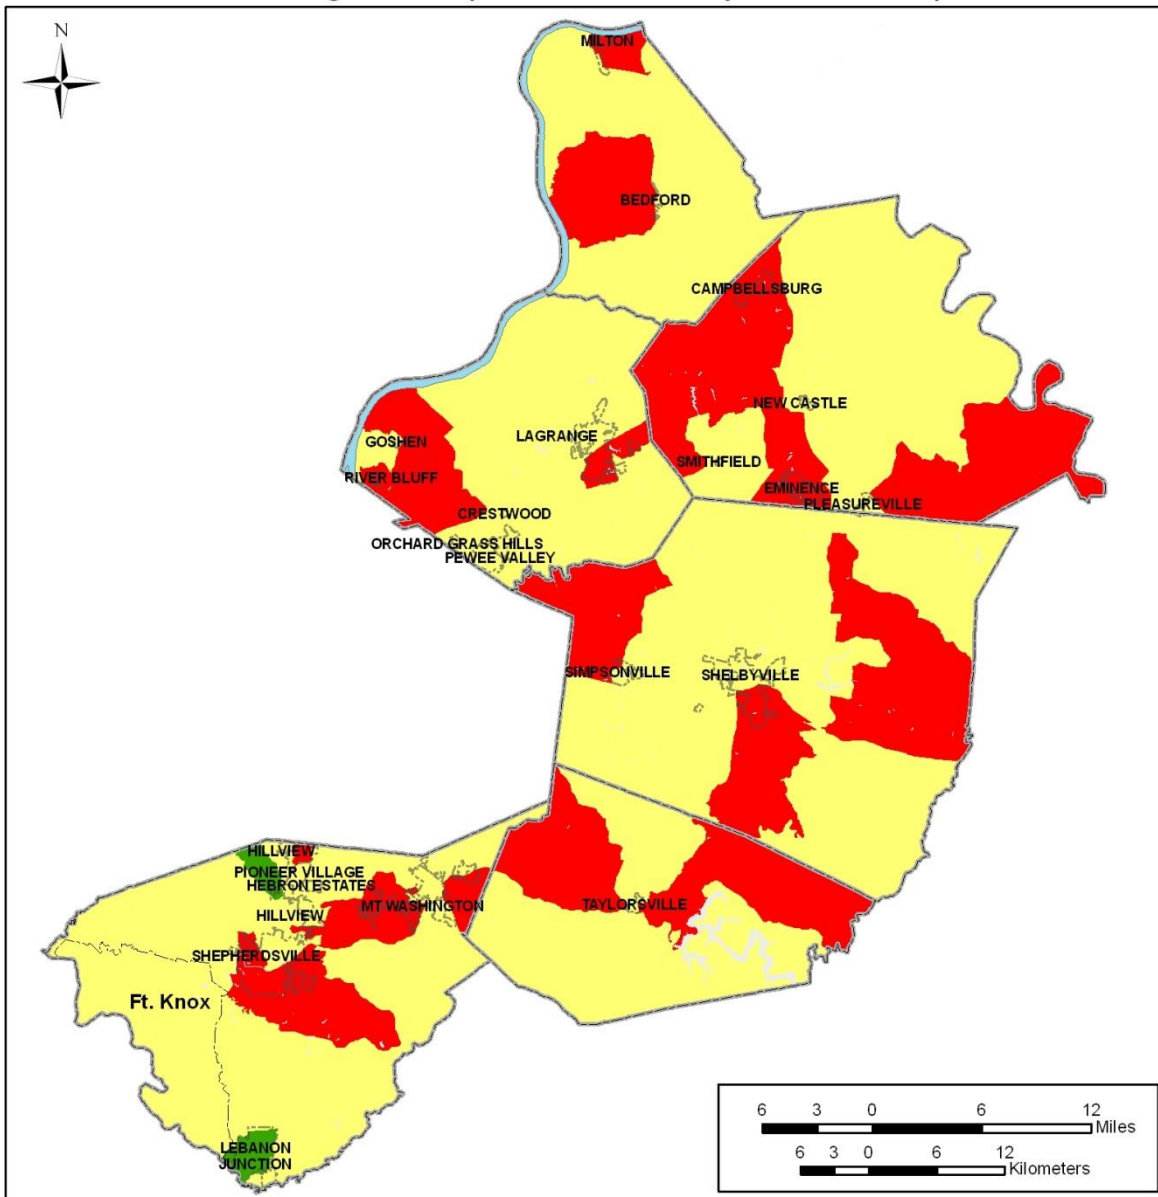 N
MILTON
BEDFORD
CAMPBELLSBURG
NEW CASTLE
LAGRANGE
GOSHEN
SMITHFIELD
RIVER BLUFF
EMINENCE
PLEASUREVILLE
CRESTWOOD
ORCHARD GRASS HILLS
PEWEE VALLEY
SIMPSONVILLE
SHELBYVILLE
HILLVIEW
PIONEER VILLAGE
HEBRON ESTATES
MT WASHINGTON
TAYLORSVILLE
HILLVIEW
SHEPHERDSVILLE
Ft. Knox
LEBANON
JUNCTION
6 3 0 6 12
Miles
6 3 0 6 12
Kilometers